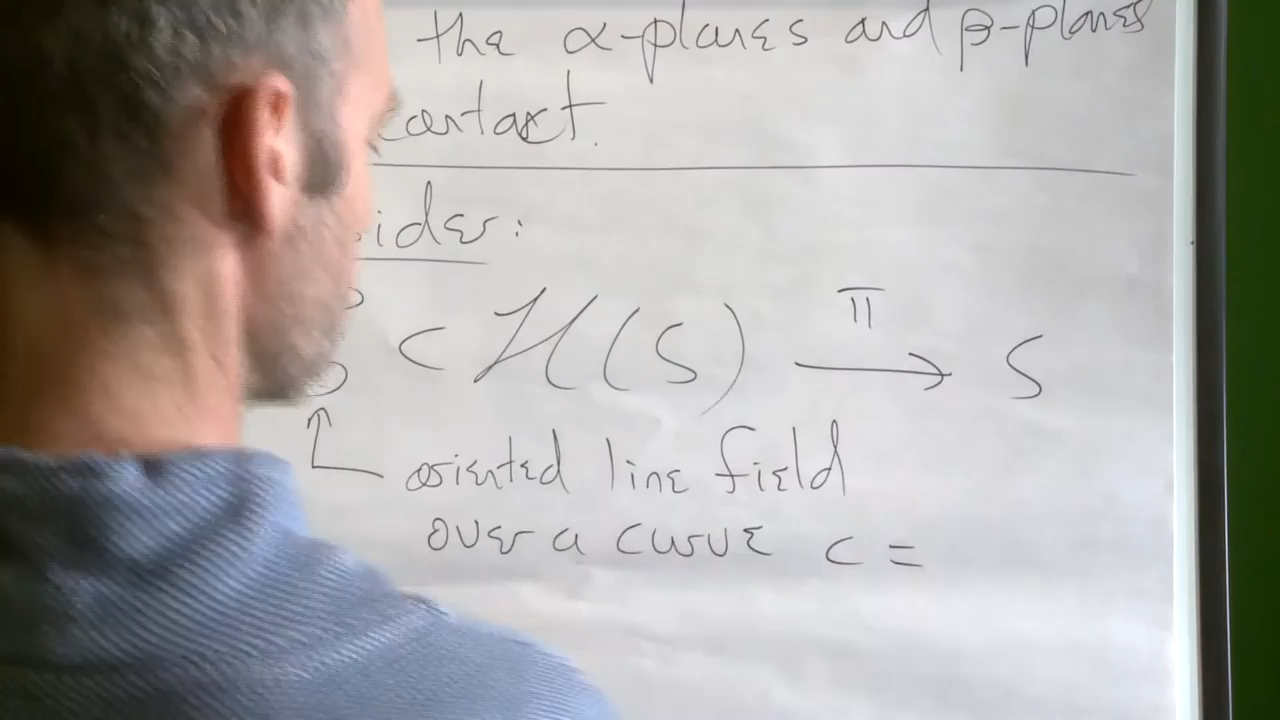 the α-planes and β-planes
contact.
ider:
⊂ ℋ(S) π→ S
oriented line field
over a curve c =